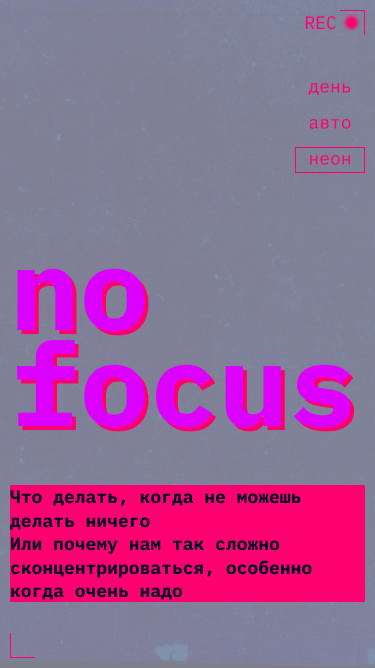 REC
день
авто
неон
no
focus
Что делать, когда не можешь
делать ничего
Или почему нам так сложно
сконцентрироваться, особенно
когда очень надо